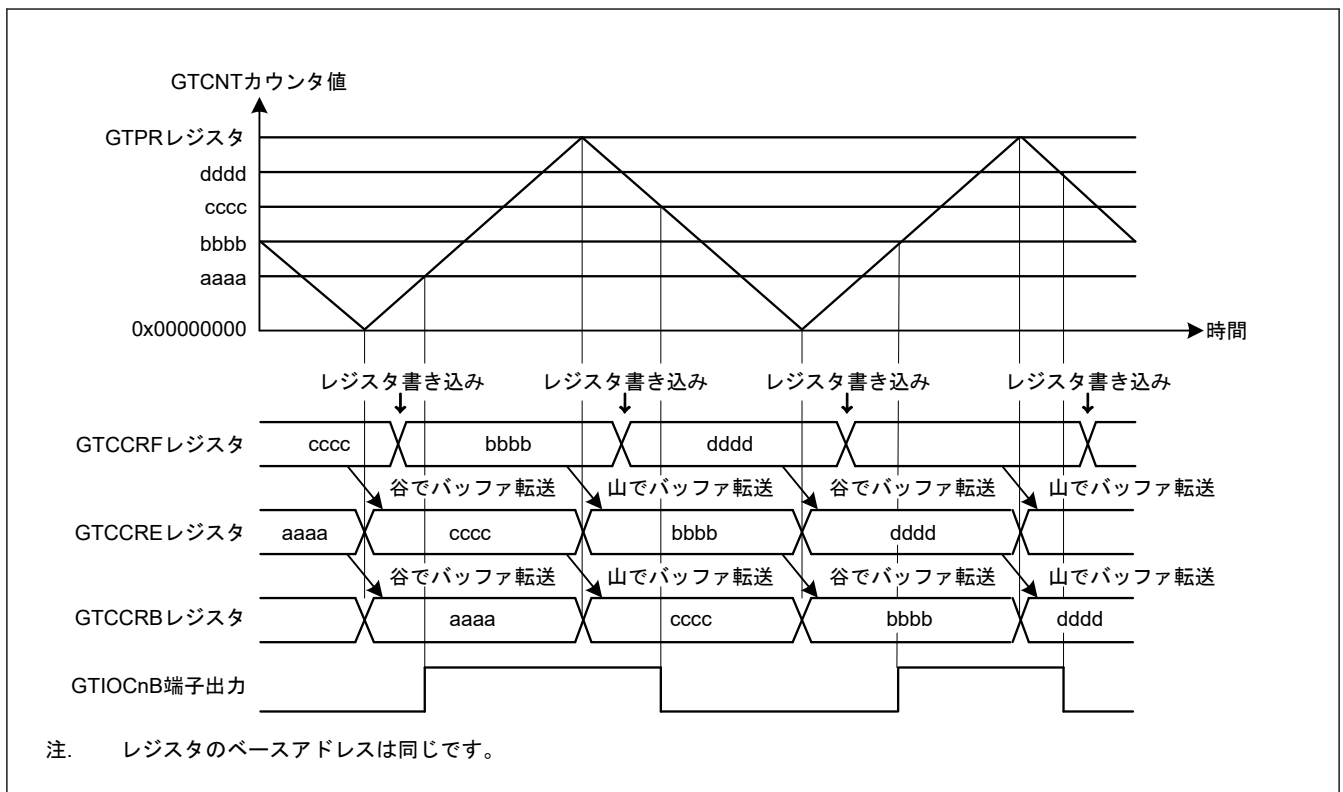 GTCNTカウンタ値
GTPRレジスタ
dddd
cccc
bbbb
aaaa
0x00000000
時間
レジスタ書き込み レジスタ書き込み レジスタ書き込み レジスタ書き込み
GTCCRFレジスタ cccc bbbb dddd
谷でバッファ転送 山でバッファ転送 谷でバッファ転送 山でバッファ転送
GTCCREレジスタ aaaa cccc bbbb dddd
谷でバッファ転送 山でバッファ転送 谷でバッファ転送 山でバッファ転送
GTCCRBレジスタ aaaa cccc bbbb dddd
GTIOCnB端子出力
注. レジスタのベースアドレスは同じです。